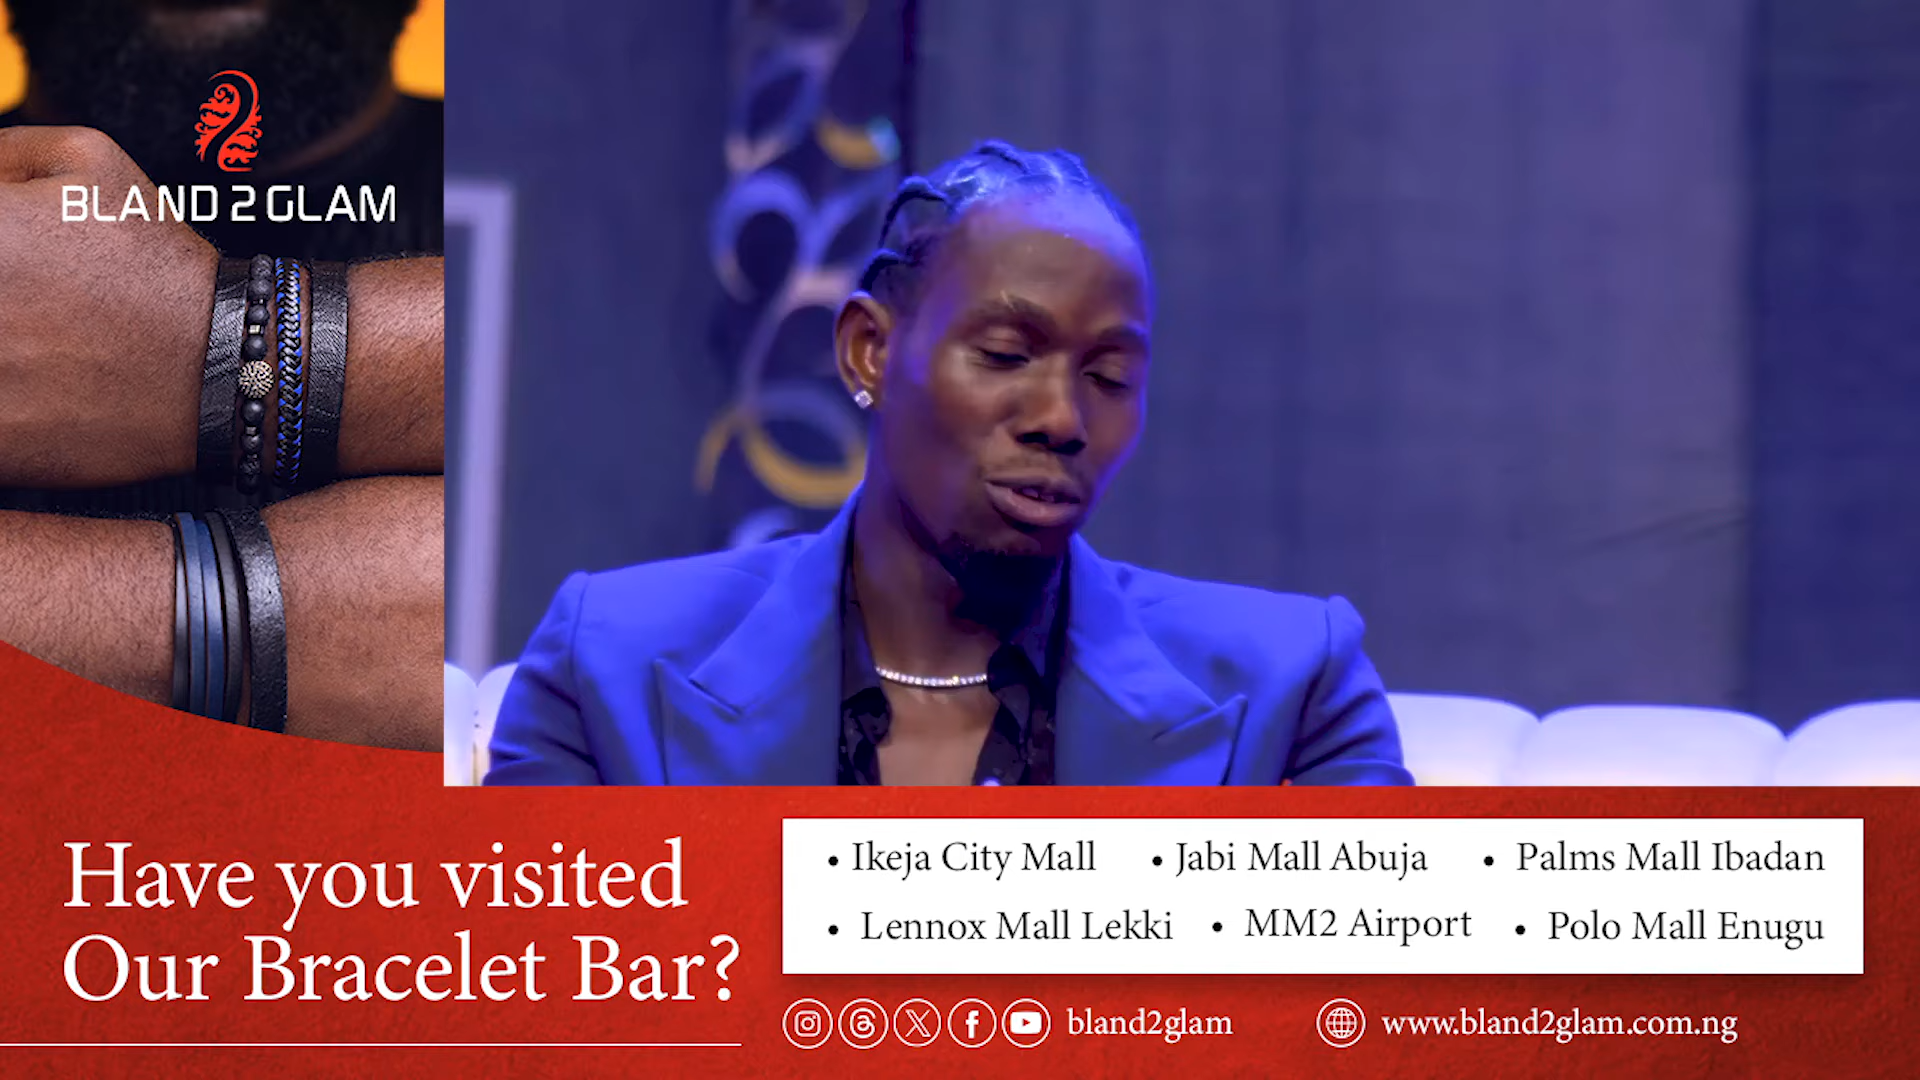 BLAND 2 GLAM
Have you visited
Our Bracelet Bar?
• Ikeja City Mall • Jabi Mall Abuja • Palms Mall Ibadan
• Lennox Mall Lekki • MM2 Airport • Polo Mall Enugu
bland2glam www.bland2glam.com.ng